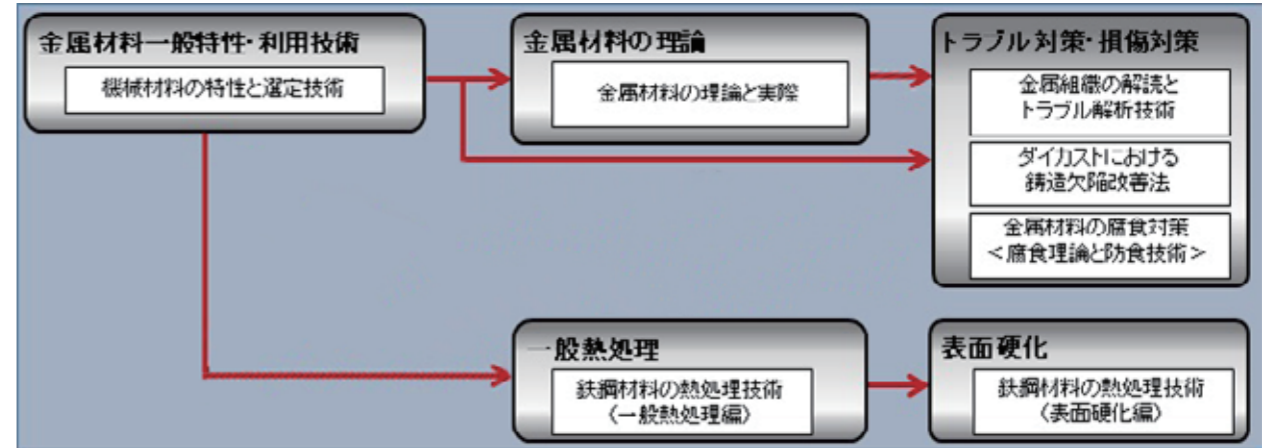 金属材料一般特性・利用技術
機械材料の特性と選定技術
金属材料の理論
金属材料の理論と実際
トラブル対策・損傷対策
金属組織の解読と
トラブル解析技術
ダイカストにおける
鋳造欠陥改善法
金属材料の腐食対策
<腐食理論と防食技術>
一般熱処理
鉄鋼材料の熱処理技術
〈一般熱処理編〉
表面硬化
鉄鋼材料の熱処理技術
〈表面硬化編〉